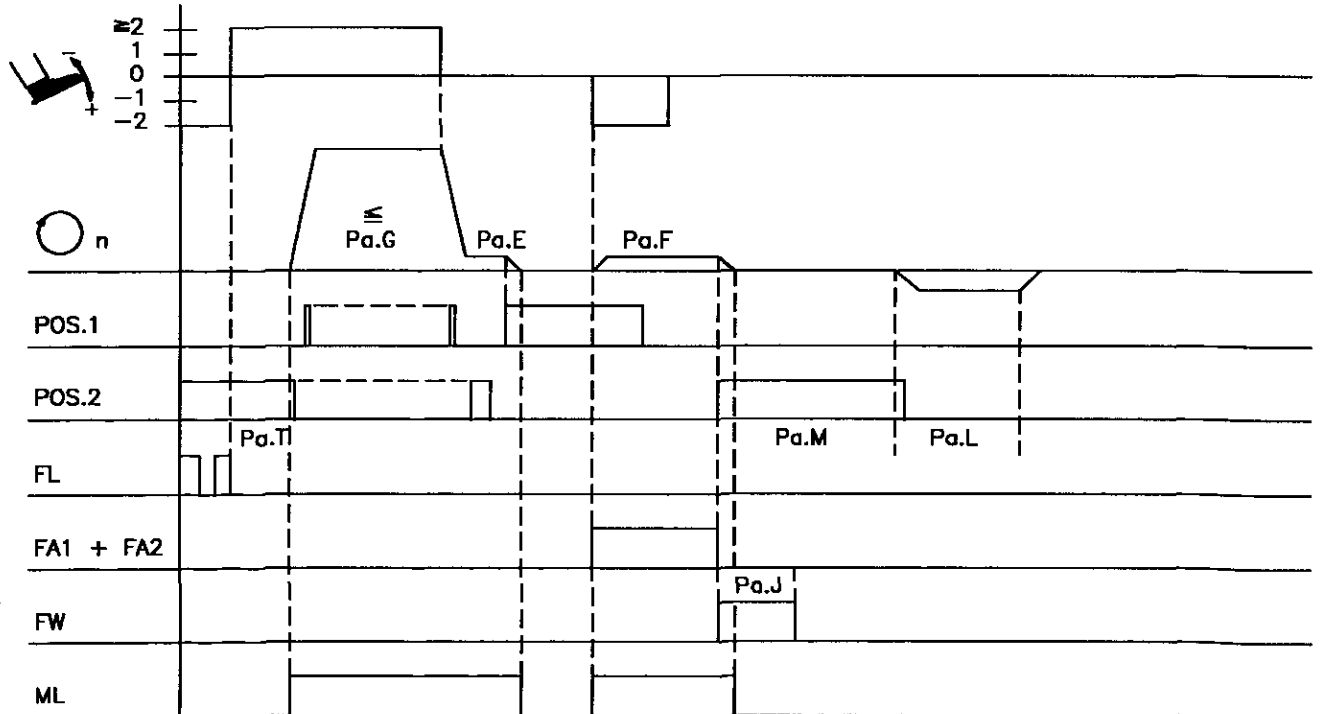 ≥2
1
0
−1
−2
−
+
n
≦
Pa.G
Pa.E
Pa.F
POS.1
POS.2
Pa.T
Pa.M
Pa.L
FL
FA1 + FA2
Pa.J
FW
ML